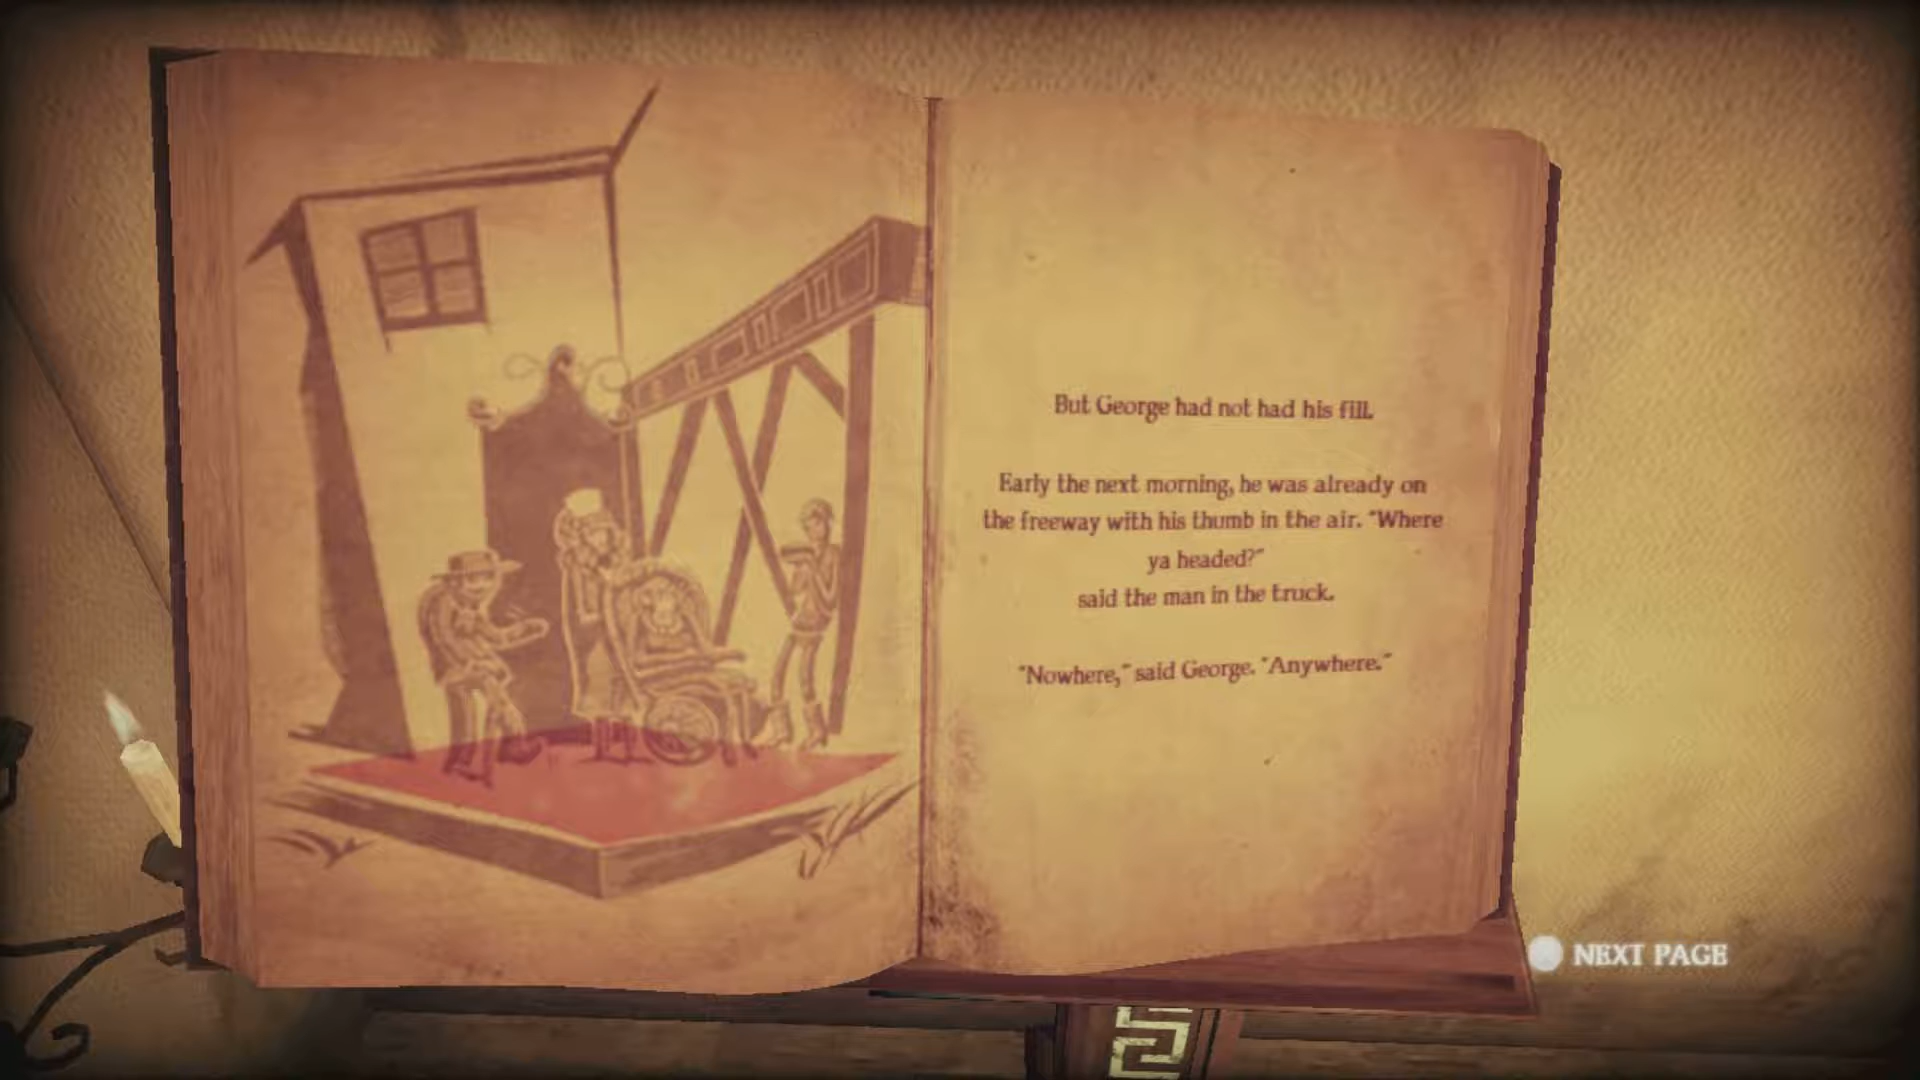 But George had not had his fill.
Early the next morning, he was already on
the freeway with his thumb in the air. "Where
ya headed?"
said the man in the truck.
"Nowhere," said George. "Anywhere."
NEXT PAGE